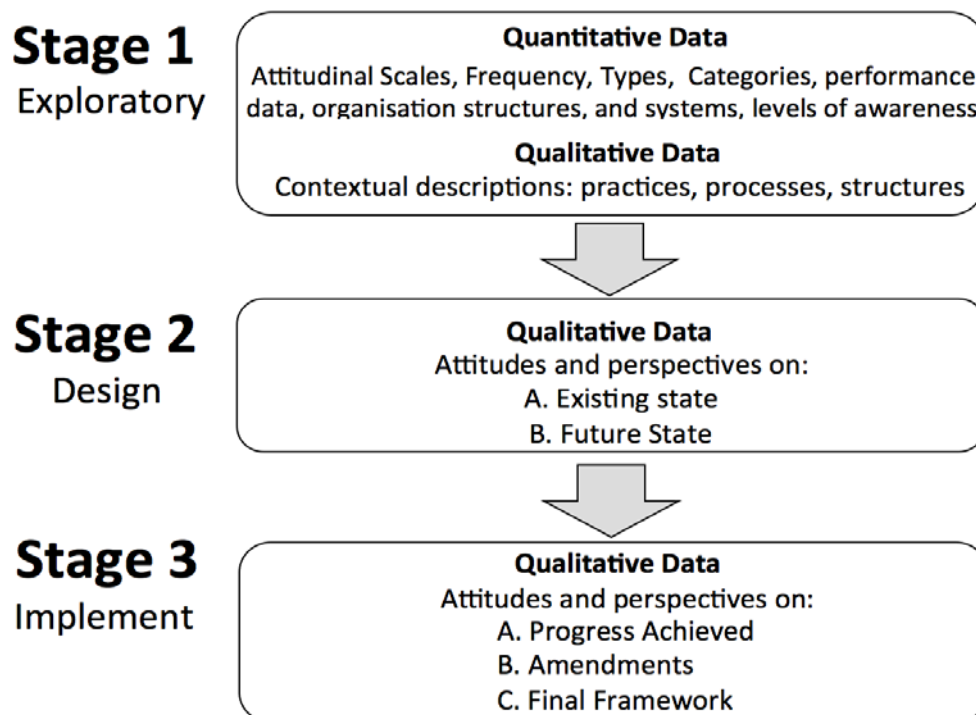 Stage 1
Exploratory
Quantitative Data
Attitudinal Scales, Frequency, Types, Categories, performance
data, organisation structures, and systems, levels of awareness
Qualitative Data
Contextual descriptions: practices, processes, structures
Stage 2
Design
Qualitative Data
Attitudes and perspectives on:
A. Existing state
B. Future State
Stage 3
Implement
Qualitative Data
Attitudes and perspectives on:
A. Progress Achieved
B. Amendments
C. Final Framework